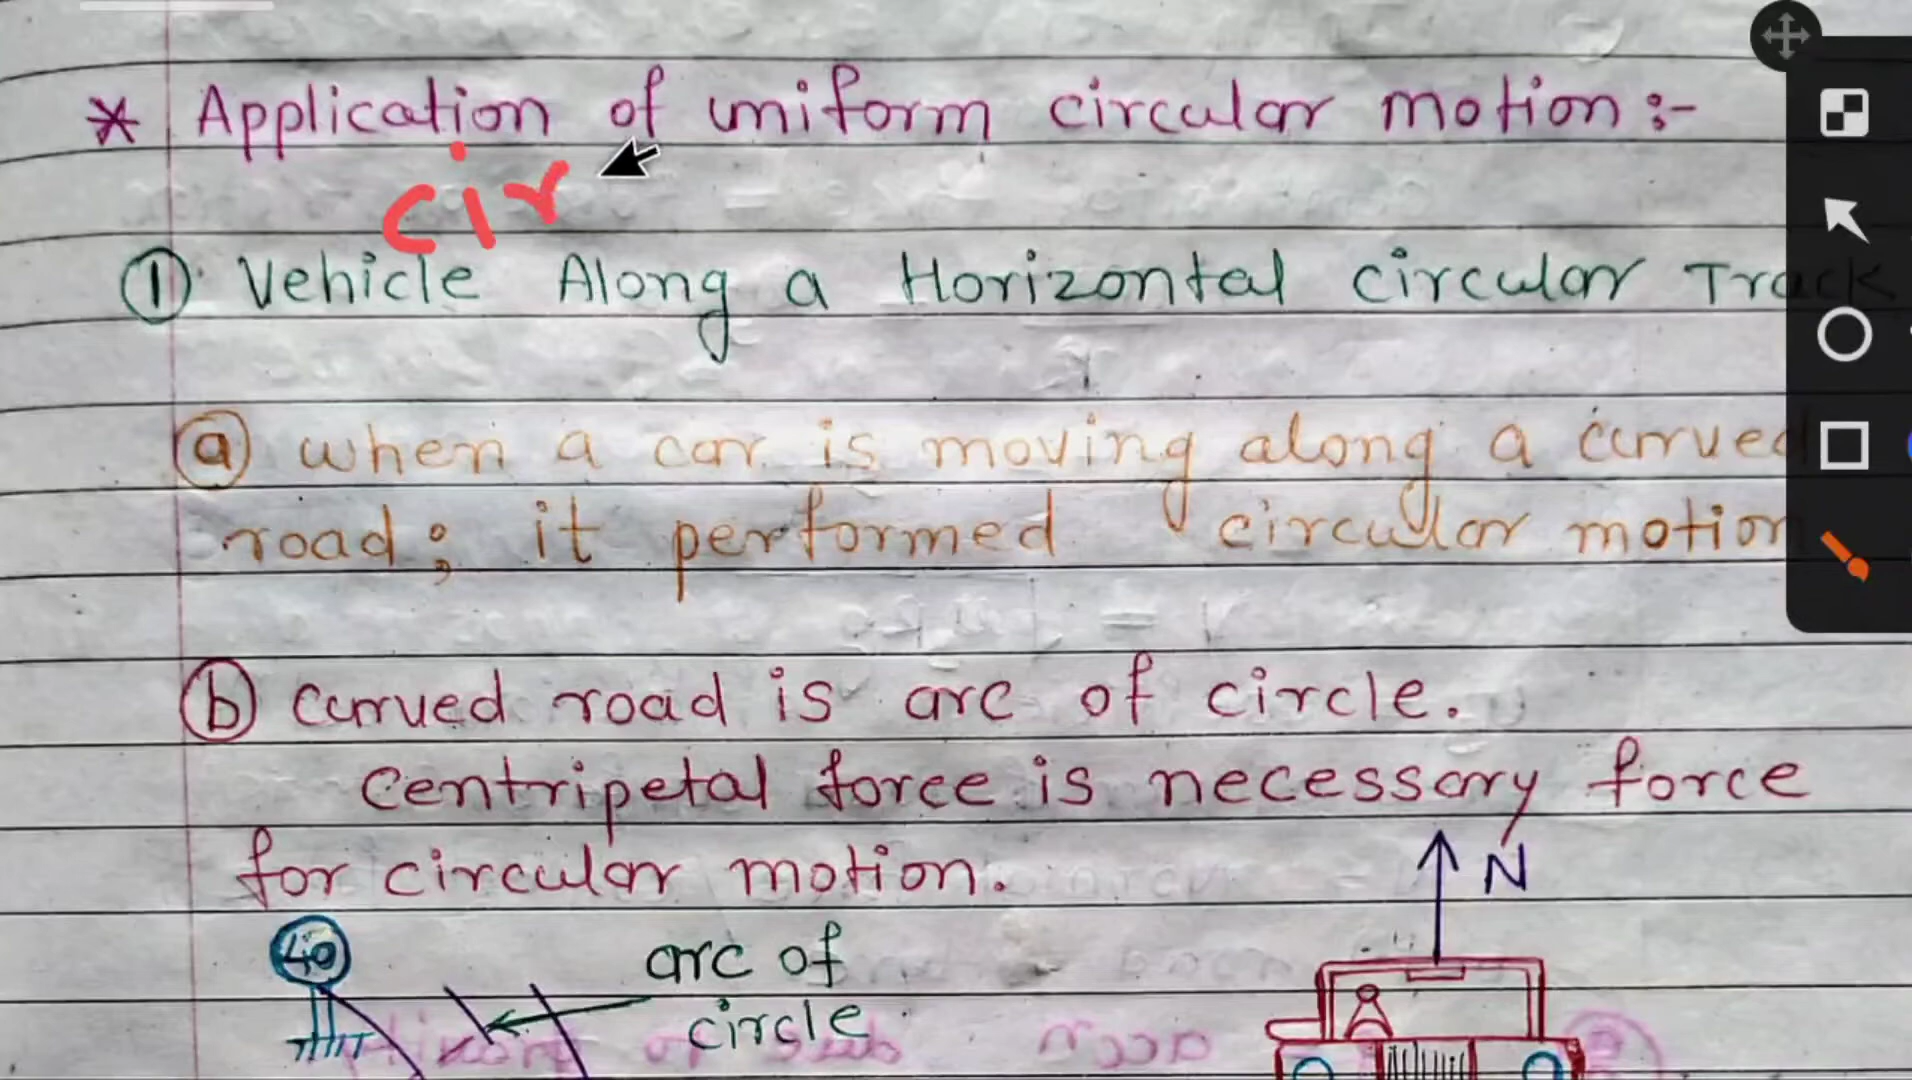 * Application of uniform circular motion :-
cir
① Vehicle Along a Horizontal circular Track
ⓐ when a car is moving along a curved
road; it performed circular motion
ⓑ curved road is arc of circle.
Centripetal force is necessary force
for circular motion.
N
40
arc of
circle